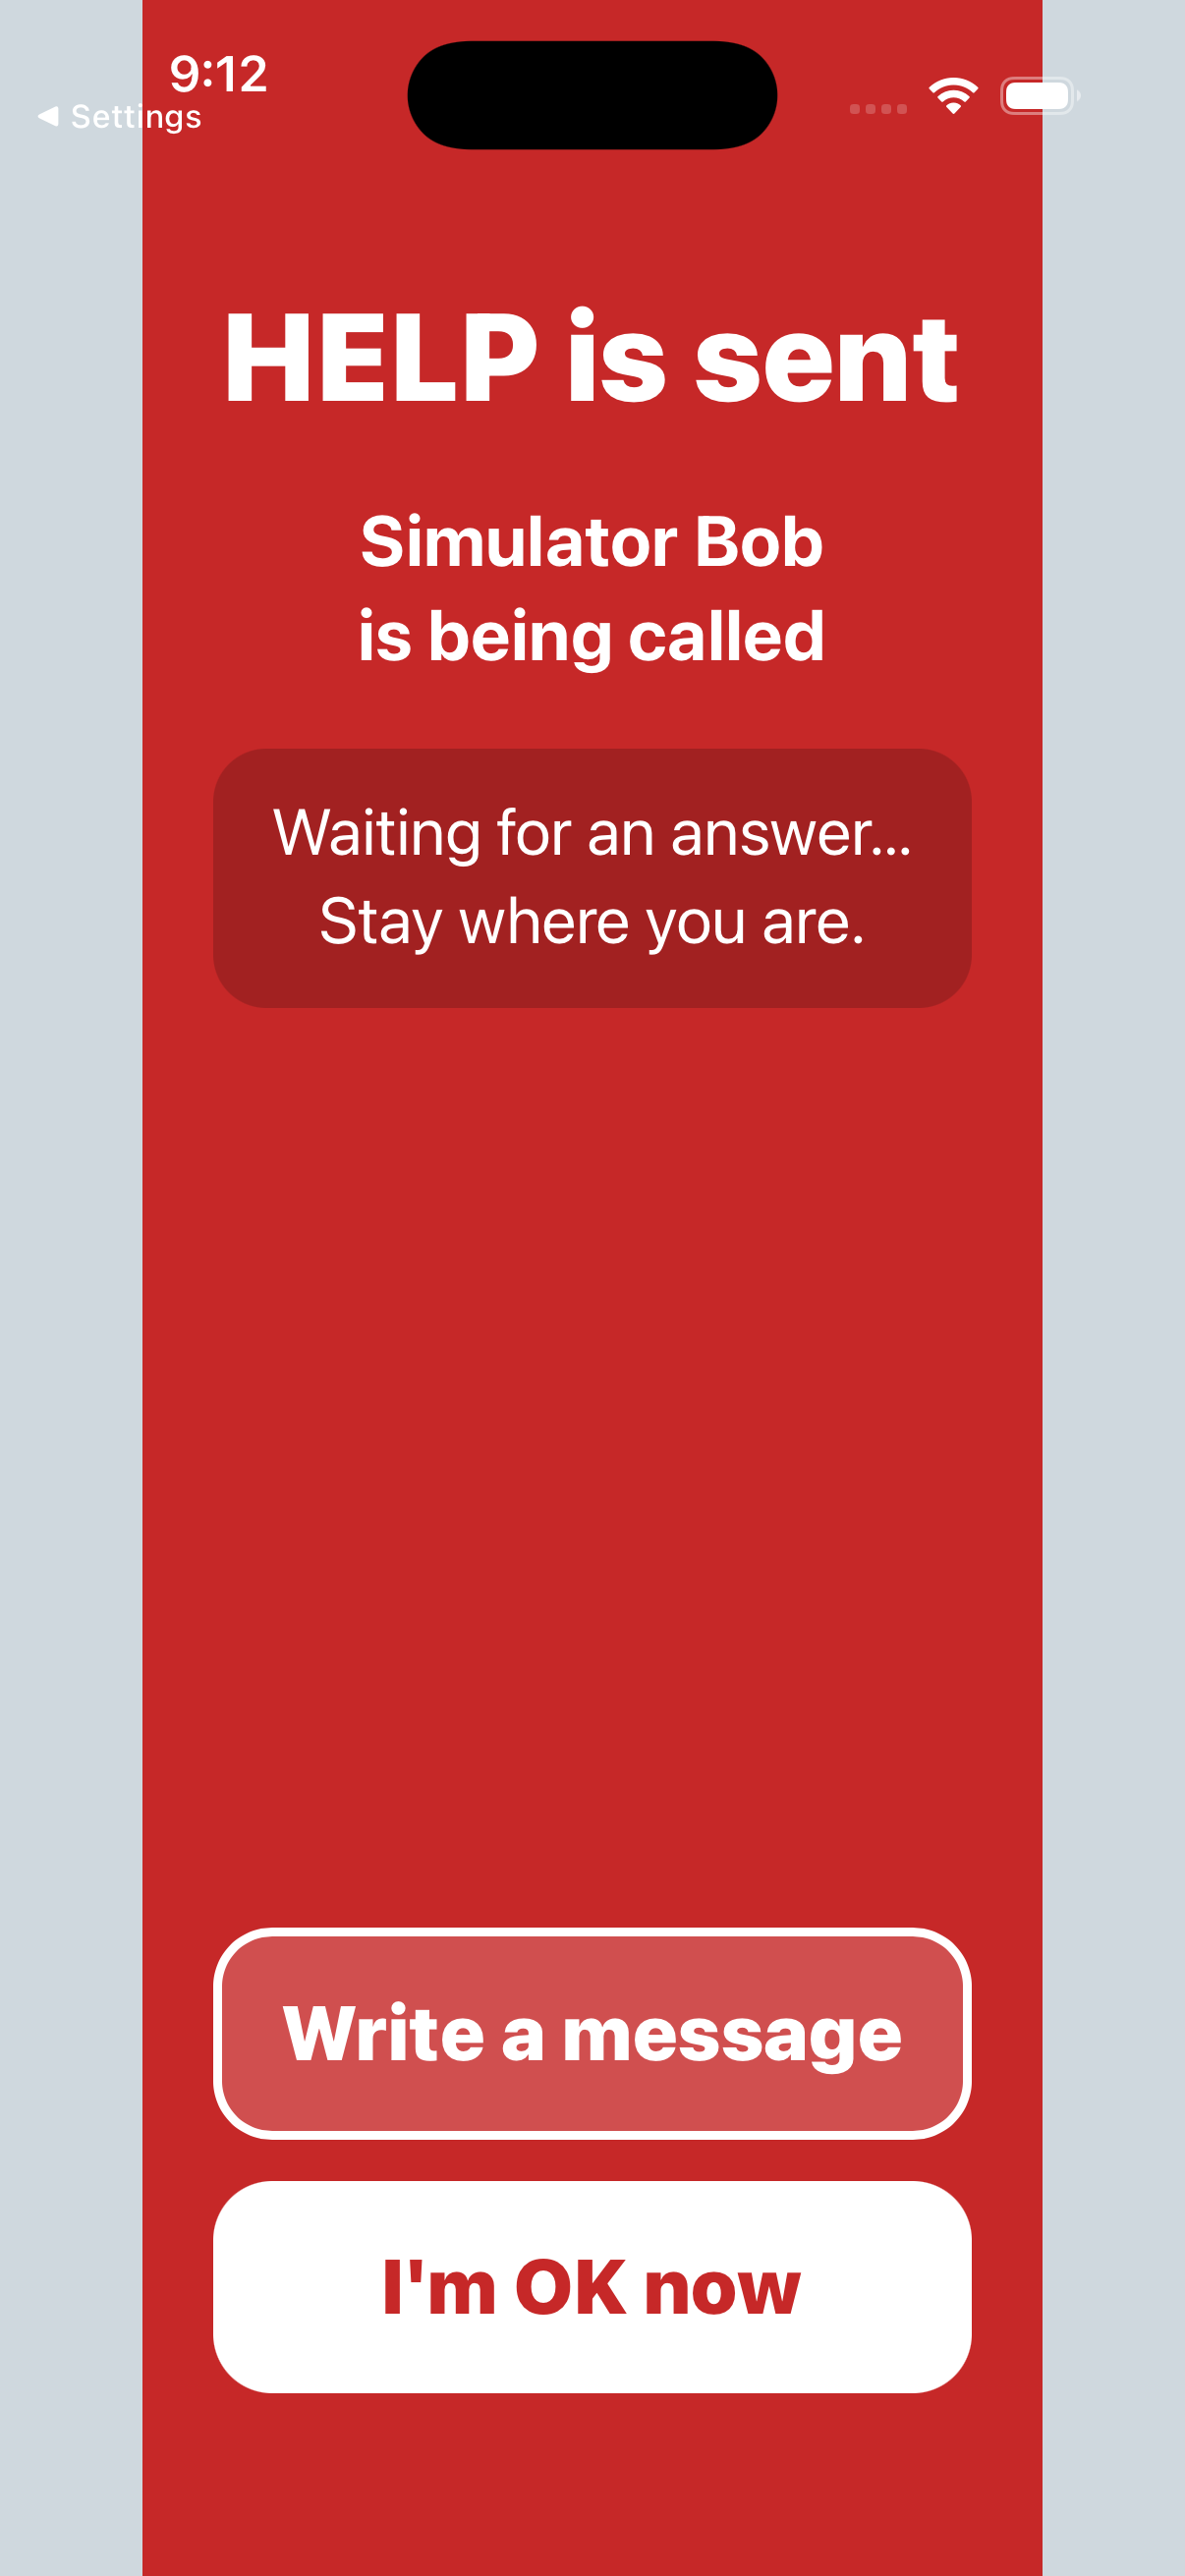 9:12
Settings
HELP is sent
Simulator Bob
is being called
Waiting for an answer...
Stay where you are.
Write a message
I'm OK now